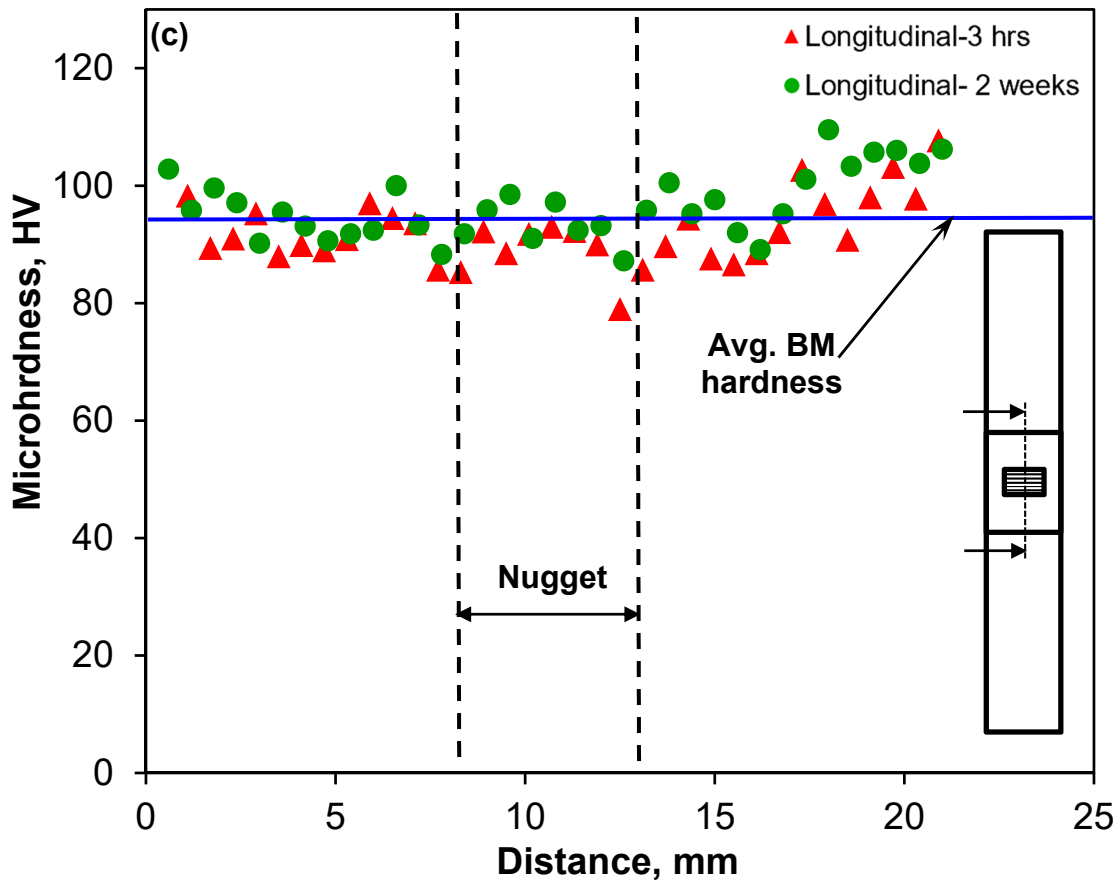 (c)
Longitudinal-3 hrs
Longitudinal- 2 weeks
120
100
80
60
40
20
0
Microhrdness, HV
Avg. BM
hardness
Nugget
0 5 10 15 20 25
Distance, mm